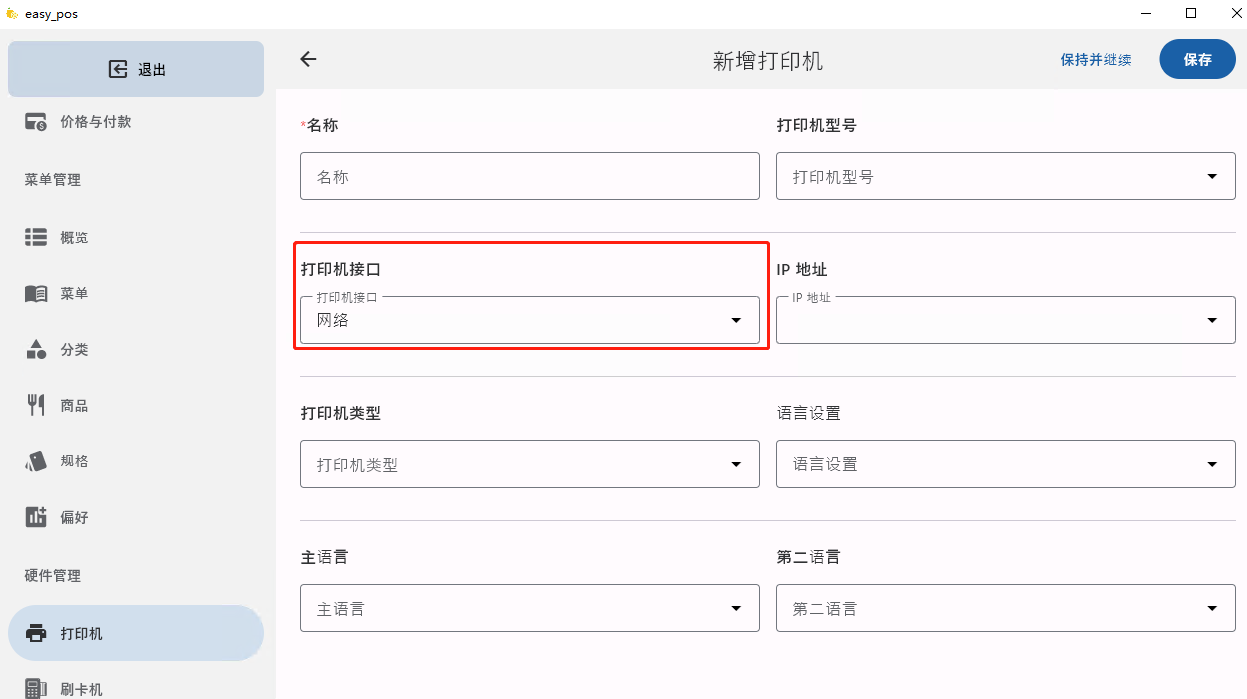 easy_pos
退出
价格与付款
菜单管理
概览
菜单
分类
商品
规格
偏好
硬件管理
打印机
刷卡机
新增打印机
保持并继续
保存
*名称
名称
打印机型号
打印机型号
打印机接口
打印机接口
网络
IP 地址
IP 地址
打印机类型
打印机类型
语言设置
语言设置
主语言
主语言
第二语言
第二语言